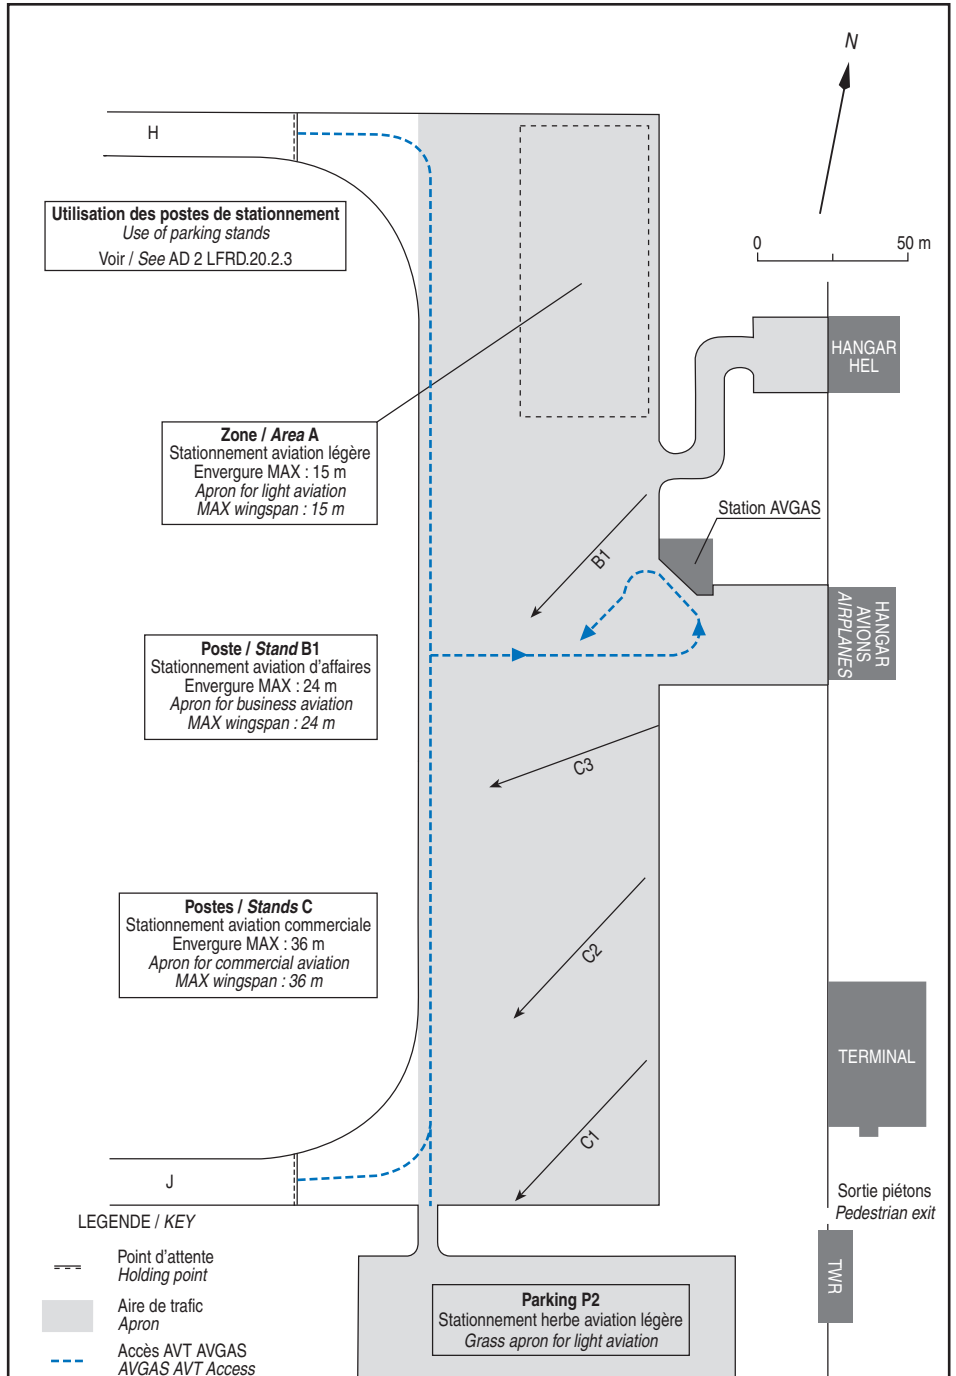 N
H
Utilisation des postes de stationnement
Use of parking stands
Voir / See AD 2 LFRD.20.2.3
0 50 m
HANGAR
HEL
Zone / Area A
Stationnement aviation légère
Envergure MAX : 15 m
Apron for light aviation
MAX wingspan : 15 m
Station AVGAS
B1
HANGAR
AVIONS
AIRPLANES
Poste / Stand B1
Stationnement aviation d'affaires
Envergure MAX : 24 m
Apron for business aviation
MAX wingspan : 24 m
C3
Postes / Stands C
Stationnement aviation commerciale
Envergure MAX : 36 m
Apron for commercial aviation
MAX wingspan : 36 m
C2
TERMINAL
C1
J
Sortie piétons
Pedestrian exit
LEGENDE / KEY
Point d'attente
Holding point
Aire de trafic
Apron
Accès AVT AVGAS
AVGAS AVT Access
TWR
Parking P2
Stationnement herbe aviation légère
Grass apron for light aviation